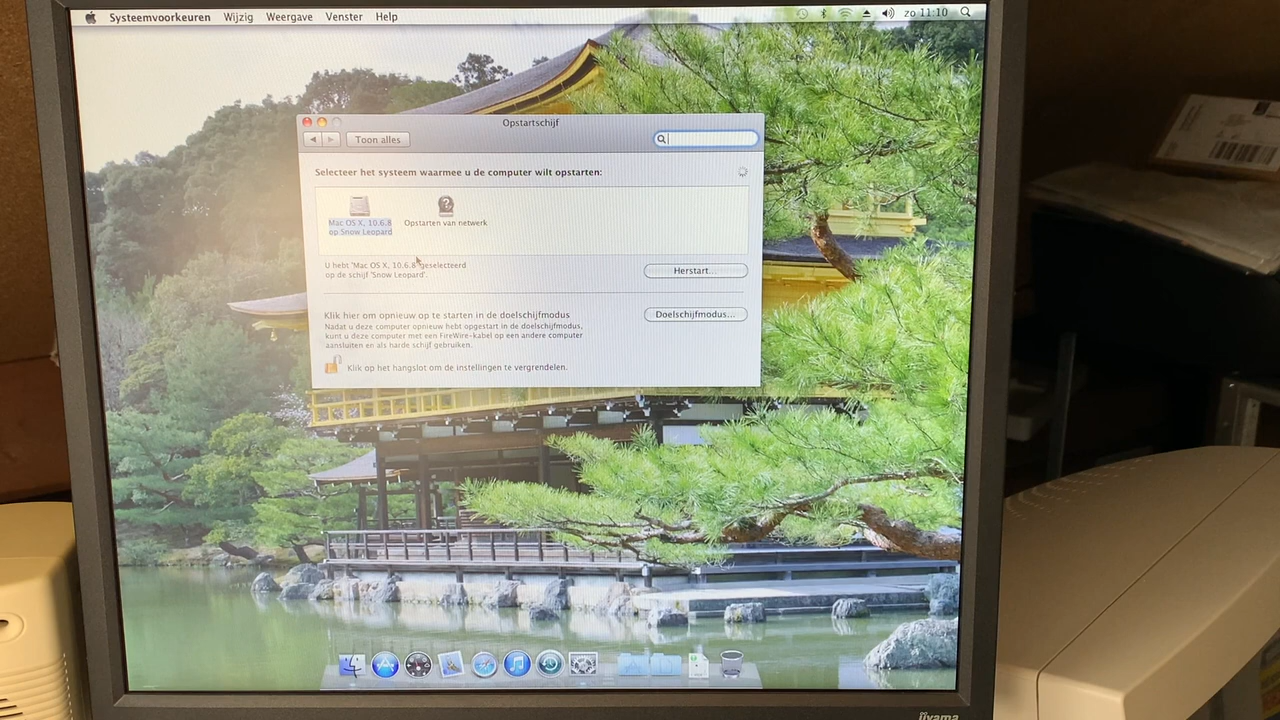 Systeemvoorkeuren Wijzig Weergave Venster Help
zo 11:10
Opstartschijf
Toon alles
Selecteer het systeem waarmee u de computer wilt opstarten:
Mac OS X, 10.6.8
op Snow Leopard
Opstarten van netwerk
U hebt 'Mac OS X, 10.6.8' geselecteerd
op de schijf 'Snow Leopard'.
Herstart...
Klik hier om opnieuw op te starten in de doelschijfmodus
Nadat u deze computer opnieuw hebt opgestart in de doelschijfmodus,
kunt u deze computer met een FireWire-kabel op een andere computer
aansluiten en als harde schijf gebruiken.
Doelschijfmodus...
Klik op het hangslot om de instellingen te vergrendelen.
iiyama